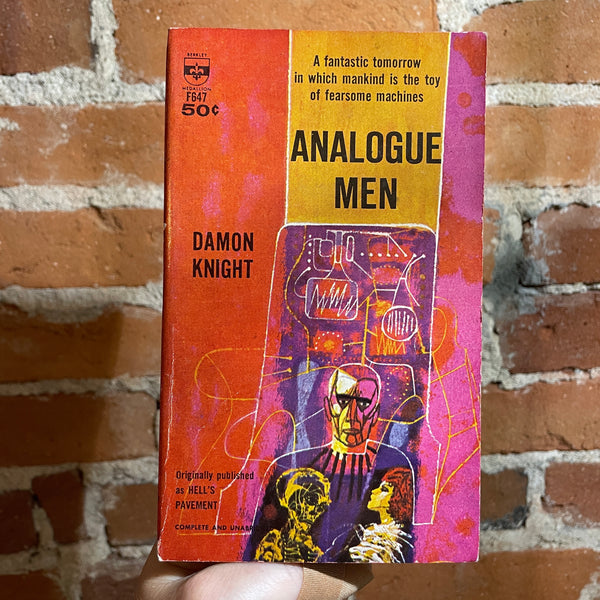 BERKLEY
MEDALLION
F647
50¢
A fantastic tomorrow
in which mankind is the toy
of fearsome machines
ANALOGUE
MEN
DAMON
KNIGHT
Originally published
as HELL'S
PAVEMENT
COMPLETE AND UNABRI